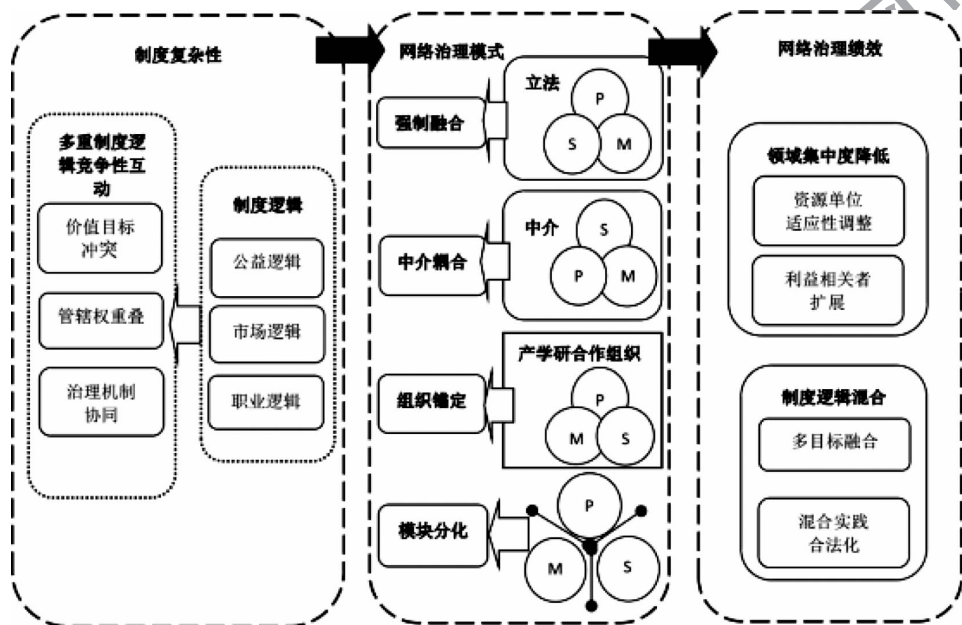 制度复杂性
多重制度逻
辑竞争性互
动
价值目标
冲突
管辖权重叠
治理机制
协同
制度逻辑
公益逻辑
市场逻辑
职业逻辑
网络治理模式
强制融合
立法
P
S
M
中介耦合
中介
S
P
M
组织锚定
产学研合作组织
P
M
S
模块分化
P
M
S
网络治理绩效
领域集中度降低
资源单位
适应性调整
利益相关者
扩展
制度逻辑混合
多目标融合
混合实践
合法化